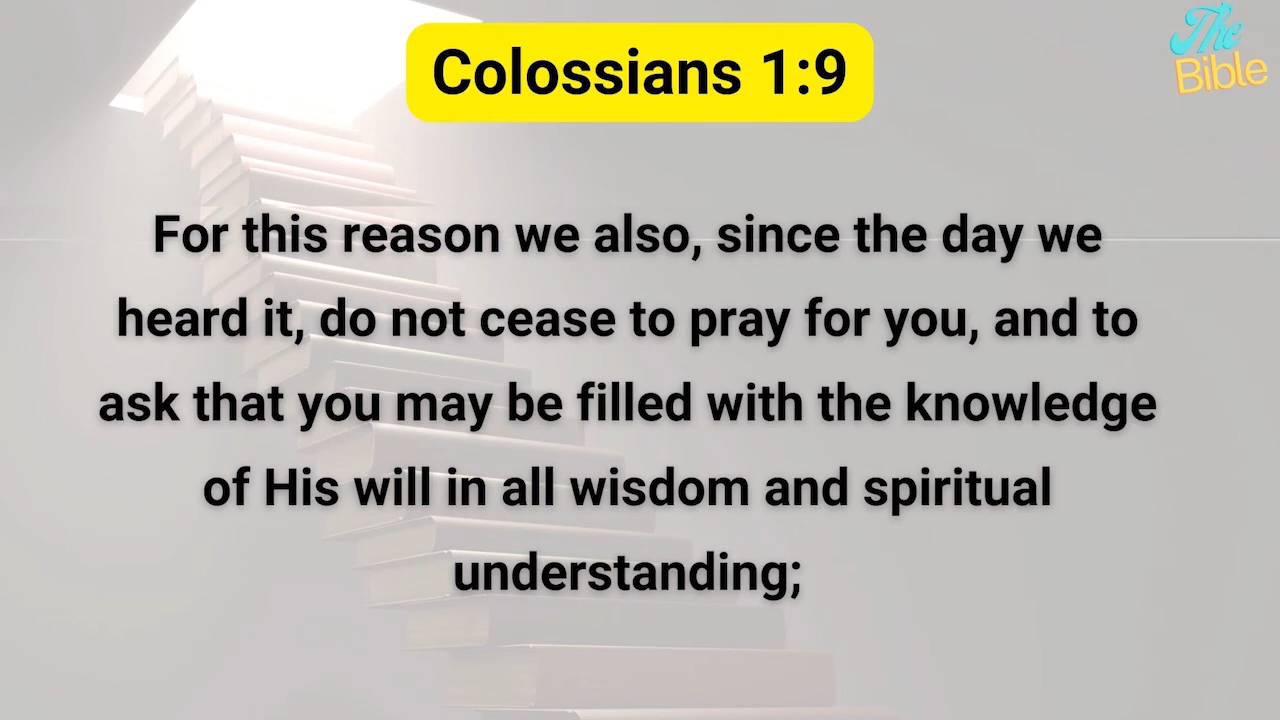 Colossians 1:9
The
Bible
For this reason we also, since the day we
heard it, do not cease to pray for you, and to
ask that you may be filled with the knowledge
of His will in all wisdom and spiritual
understanding;